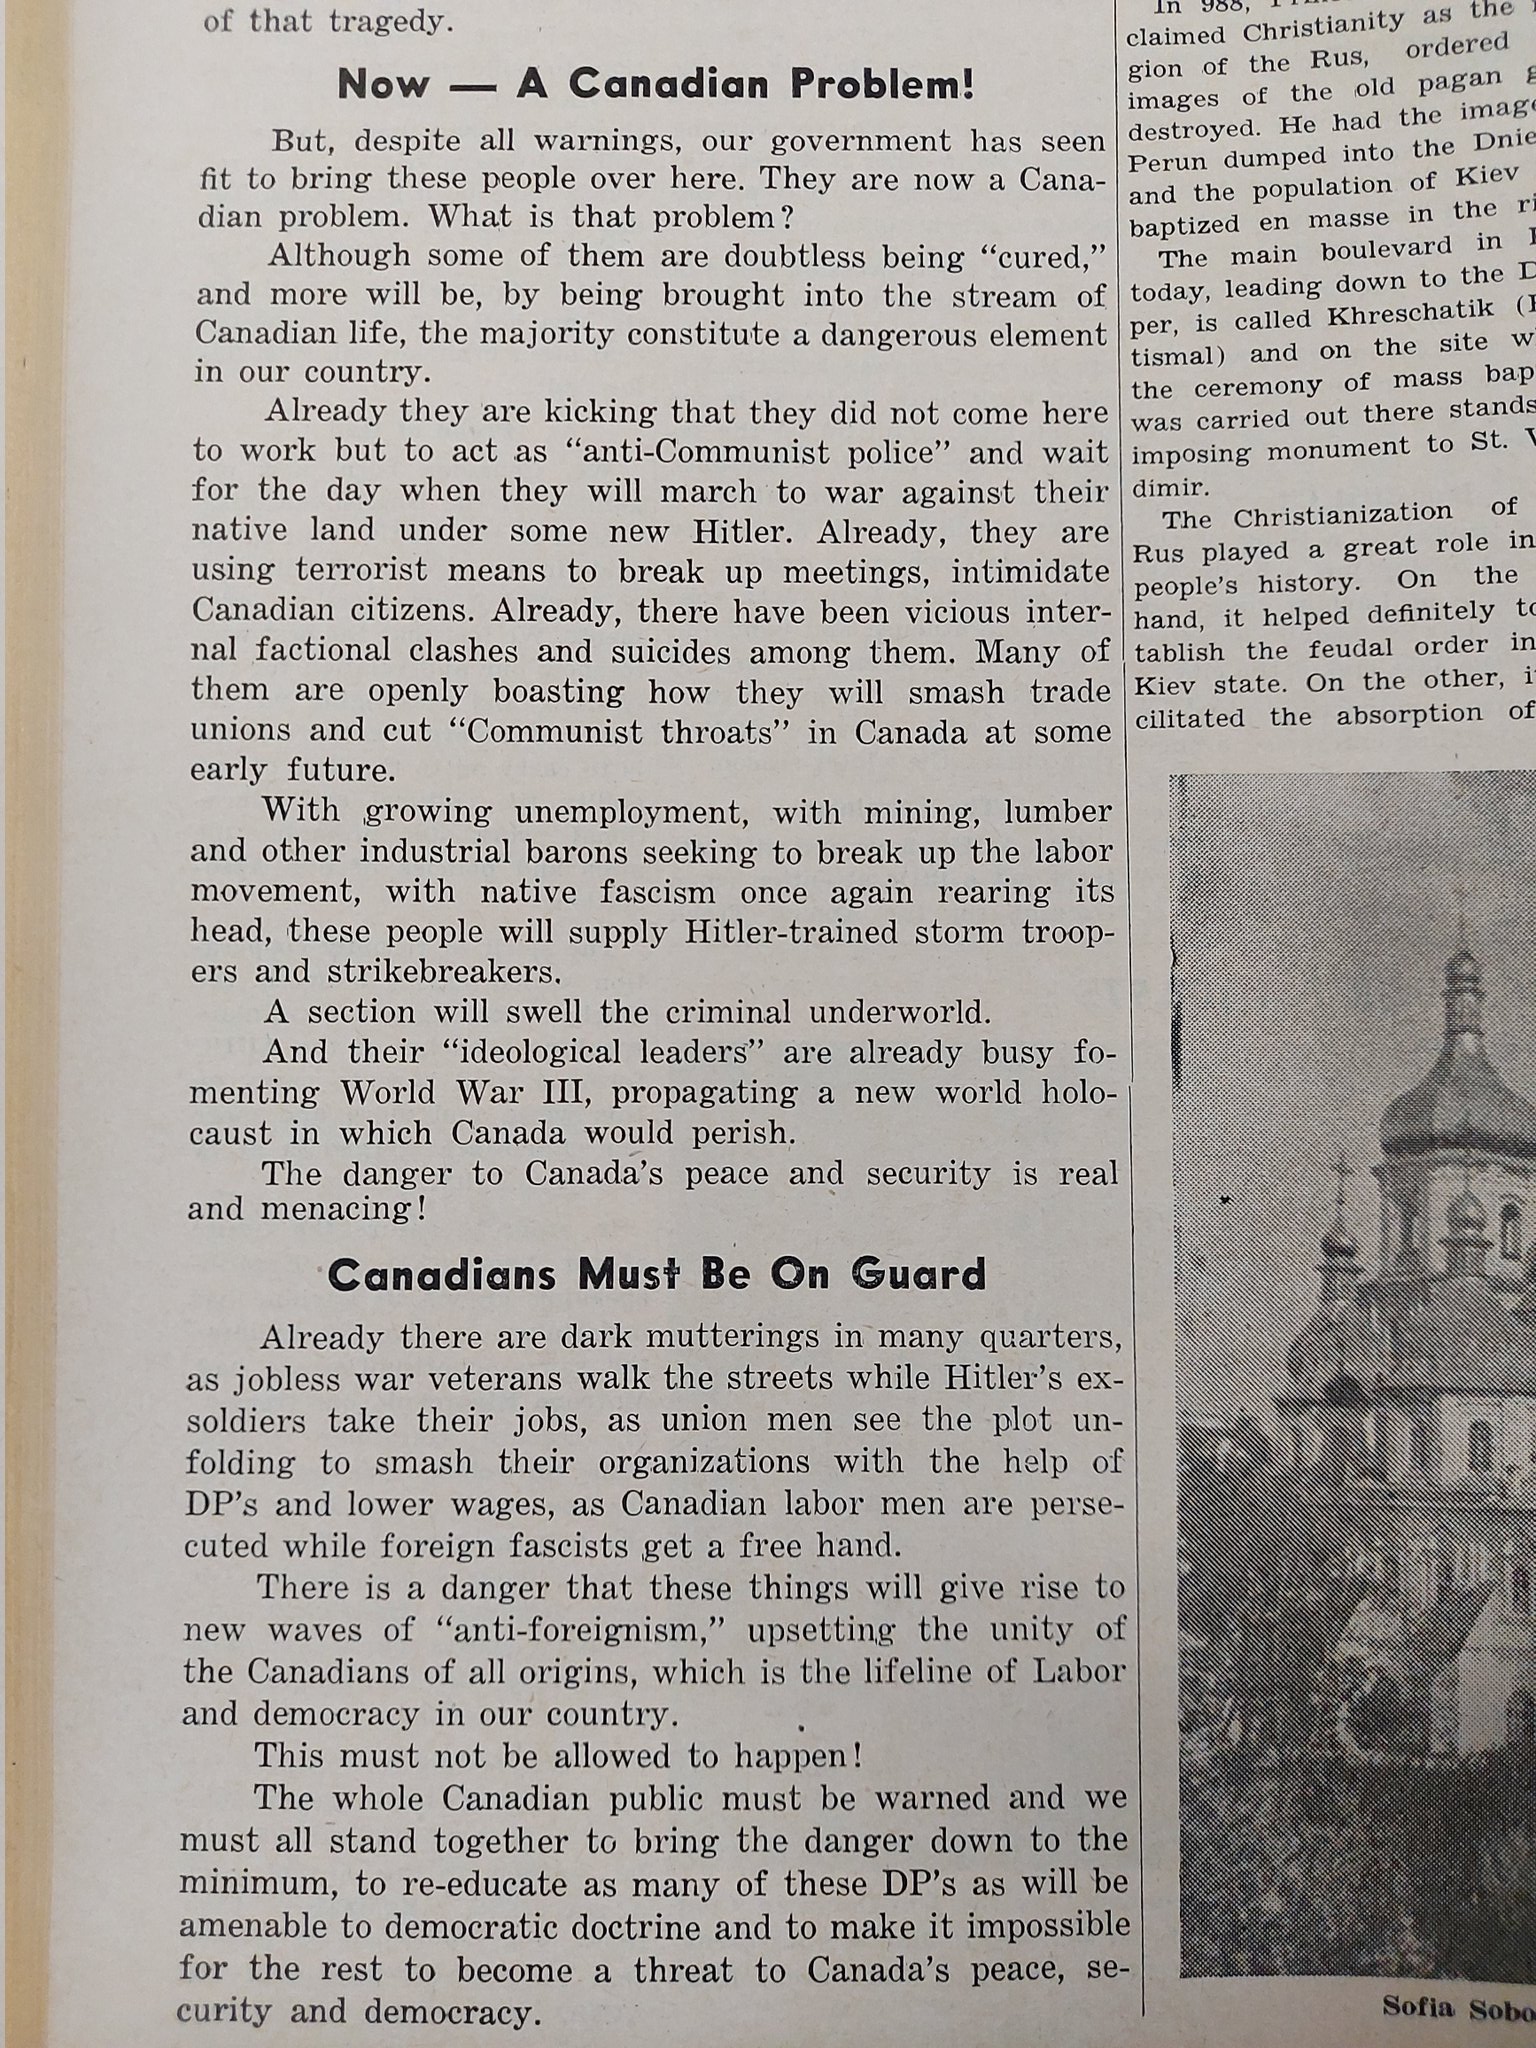 of that tragedy.
Now — A Canadian Problem!
But, despite all warnings, our government has seen
fit to bring these people over here. They are now a Cana-
dian problem. What is that problem?
Although some of them are doubtless being “cured,”
and more will be, by being brought into the stream of
Canadian life, the majority constitute a dangerous element
in our country.
Already they are kicking that they did not come here
to work but to act as “anti-Communist police” and wait
for the day when they will march to war against their
native land under some new Hitler. Already, they are
using terrorist means to break up meetings, intimidate
Canadian citizens. Already, there have been vicious inter-
nal factional clashes and suicides among them. Many of
them are openly boasting how they will smash trade
unions and cut “Communist throats” in Canada at some
early future.
With growing unemployment, with mining, lumber
and other industrial barons seeking to break up the labor
movement, with native fascism once again rearing its
head, these people will supply Hitler-trained storm troop-
ers and strikebreakers.
A section will swell the criminal underworld.
And their “ideological leaders” are already busy fo-
menting World War III, propagating a new world holo-
caust in which Canada would perish.
The danger to Canada's peace and security is real
and menacing!
Canadians Must Be On Guard
Already there are dark mutterings in many quarters,
as jobless war veterans walk the streets while Hitler's ex-
soldiers take their jobs, as union men see the plot un-
folding to smash their organizations with the help of
DP's and lower wages, as Canadian labor men are perse-
cuted while foreign fascists get a free hand.
There is a danger that these things will give rise to
new waves of “anti-foreignism,” upsetting the unity of
the Canadians of all origins, which is the lifeline of Labor
and democracy in our country.
This must not be allowed to happen!
The whole Canadian public must be warned and we
must all stand together to bring the danger down to the
minimum, to re-educate as many of these DP's as will be
amenable to democratic doctrine and to make it impossible
for the rest to become a threat to Canada's peace, se-
curity and democracy.
In 988,
claimed Christianity as the
gion of the Rus, ordered
images of the old pagan
destroyed. He had the
Perun dumped into the
and the population of Kiev
baptized en masse in the
The main boulevard in
today, leading down to the
per, is called Khreschatik
tismal) and on the site
the ceremony of mass
was carried out there stands
imposing monument to St.
dimir.
The Christianization of
Rus played a great role in
people's history. On the
hand, it helped definitely
tablish the feudal order in
Kiev state. On the other,
cilitated the absorption of
Sofia